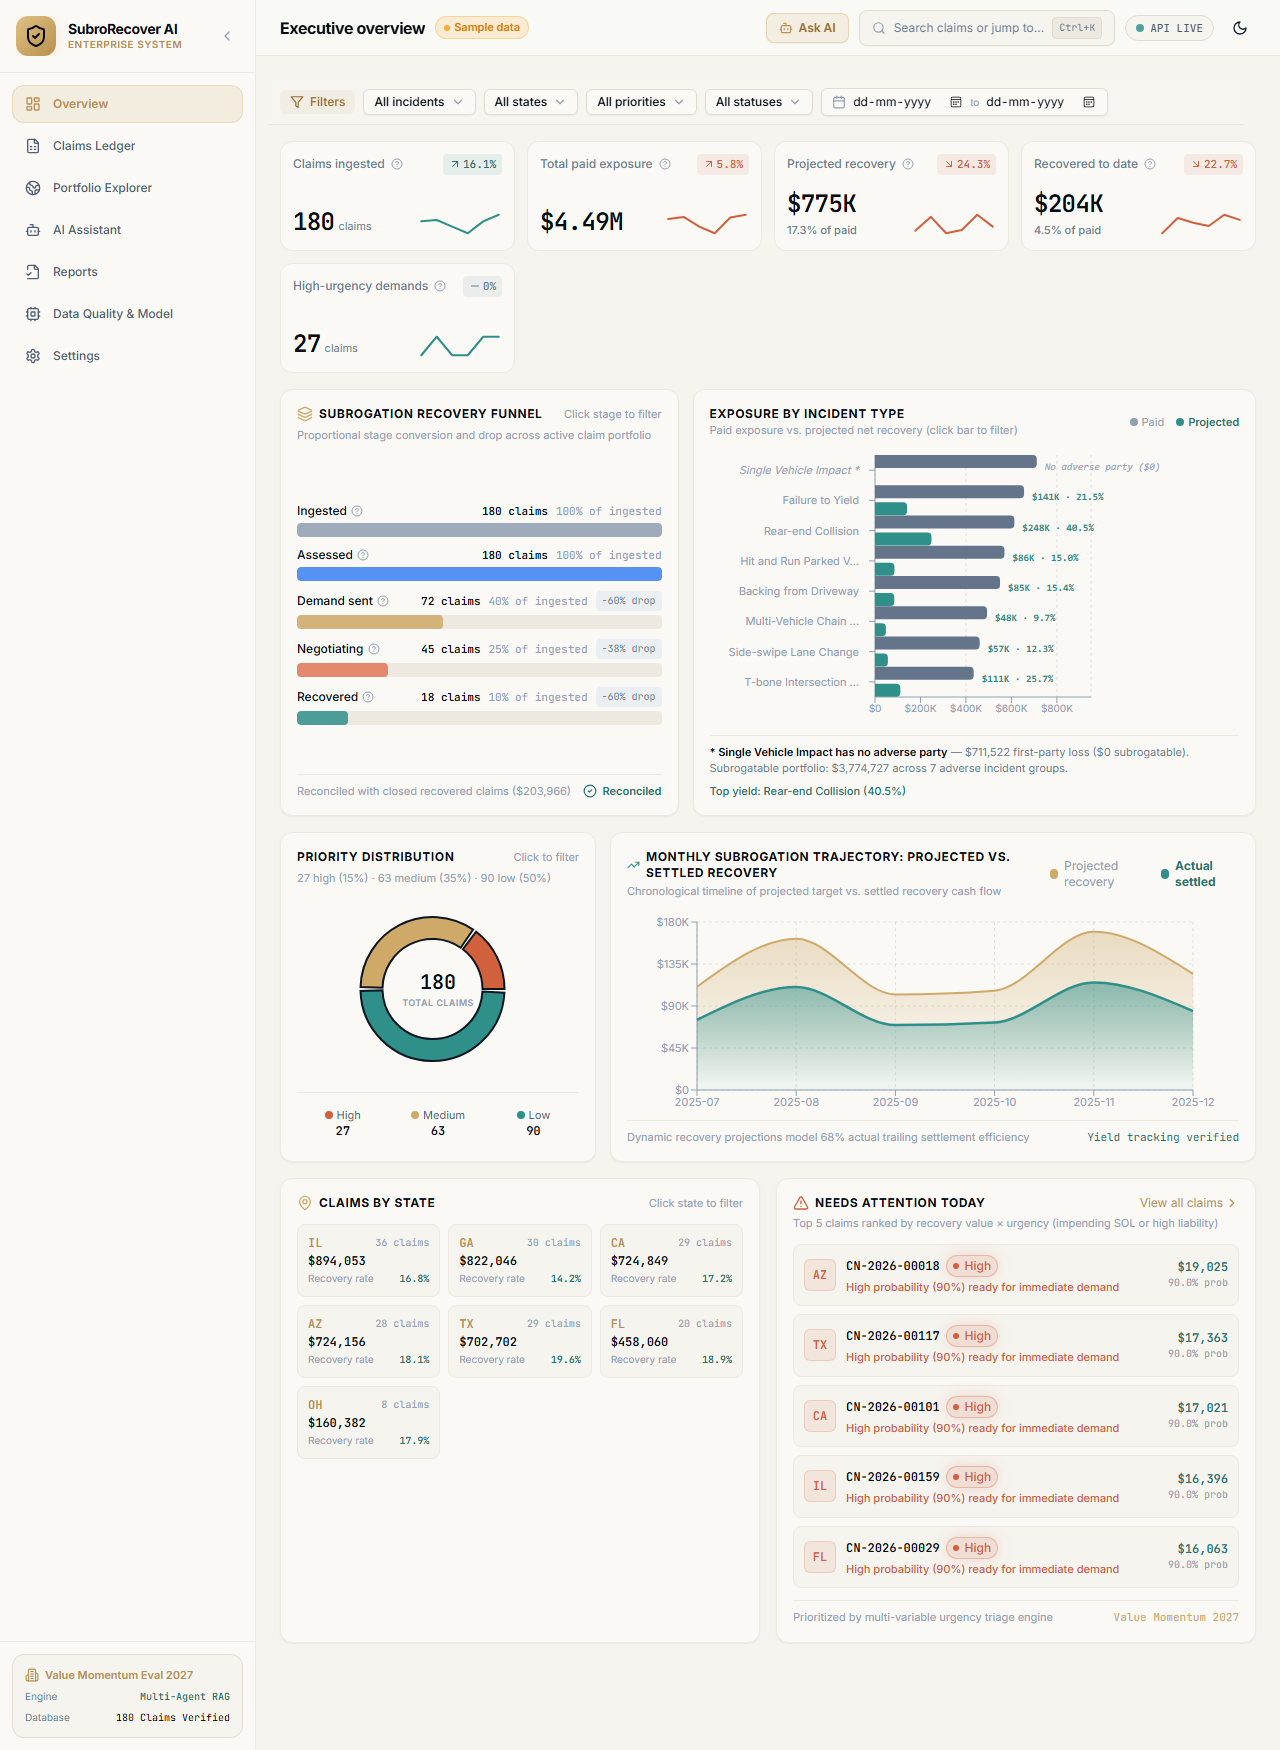 SubroRecover AI
ENTERPRISE SYSTEM
Overview
Claims Ledger
Portfolio Explorer
AI Assistant
Reports
Data Quality & Model
Settings
Value Momentum Eval 2027
Engine Multi-Agent RAG
Database 180 Claims Verified
Executive overview Sample data Ask AI Search claims or jump to... Ctrl+K API LIVE
Filters All incidents All states All priorities All statuses dd-mm-yyyy to dd-mm-yyyy
Claims ingested 16.1%
180 claims
Total paid exposure 5.8%
$4.49M
Projected recovery 24.3%
$775K
17.3% of paid
Recovered to date 22.7%
$204K
4.5% of paid
High-urgency demands 0%
27 claims
SUBROGATION RECOVERY FUNNEL Click stage to filter
Proportional stage conversion and drop across active claim portfolio
Ingested 180 claims 100% of ingested
Assessed 180 claims 100% of ingested
Demand sent 72 claims 40% of ingested -60% drop
Negotiating 45 claims 25% of ingested -38% drop
Recovered 18 claims 10% of ingested -60% drop
Reconciled with closed recovered claims ($203,966) Reconciled
EXPOSURE BY INCIDENT TYPE
Paid exposure vs. projected net recovery (click bar to filter)
Paid Projected
Single Vehicle Impact * No adverse party ($0)
Failure to Yield $141K · 21.5%
Rear-end Collision $248K · 40.5%
Hit and Run Parked V... $86K · 15.0%
Backing from Driveway $85K · 15.4%
Multi-Vehicle Chain ... $48K · 9.7%
Side-swipe Lane Change $57K · 12.3%
T-bone Intersection ... $111K · 25.7%
$0 $200K $400K $600K $800K
* Single Vehicle Impact has no adverse party — $711,522 first-party loss ($0 subrogatable).
Subrogatable portfolio: $3,774,727 across 7 adverse incident groups.
Top yield: Rear-end Collision (40.5%)
PRIORITY DISTRIBUTION Click to filter
27 high (15%) · 63 medium (35%) · 90 low (50%)
180
TOTAL CLAIMS
High Medium Low
27 63 90
MONTHLY SUBROGATION TRAJECTORY: PROJECTED VS.
SETTLED RECOVERY
Chronological timeline of projected target vs. settled recovery cash flow
Projected
recovery
Actual
settled
$180K
$135K
$90K
$45K
$0
2025-07 2025-08 2025-09 2025-10 2025-11 2025-12
Dynamic recovery projections model 68% actual trailing settlement efficiency Yield tracking verified
CLAIMS BY STATE Click state to filter
IL 36 claims
$894,053
Recovery rate 16.8%
GA 30 claims
$822,046
Recovery rate 14.2%
CA 29 claims
$724,849
Recovery rate 17.2%
AZ 28 claims
$724,156
Recovery rate 18.1%
TX 29 claims
$702,702
Recovery rate 19.6%
FL 20 claims
$458,060
Recovery rate 18.9%
OH 8 claims
$160,382
Recovery rate 17.9%
NEEDS ATTENTION TODAY View all claims
Top 5 claims ranked by recovery value × urgency (impending SOL or high liability)
AZ CN-2026-00018 High $19,025
High probability (90%) ready for immediate demand 90.0% prob
TX CN-2026-00117 High $17,363
High probability (90%) ready for immediate demand 90.0% prob
CA CN-2026-00101 High $17,021
High probability (90%) ready for immediate demand 90.0% prob
IL CN-2026-00159 High $16,396
High probability (90%) ready for immediate demand 90.0% prob
FL CN-2026-00029 High $16,063
High probability (90%) ready for immediate demand 90.0% prob
Prioritized by multi-variable urgency triage engine Value Momentum 2027